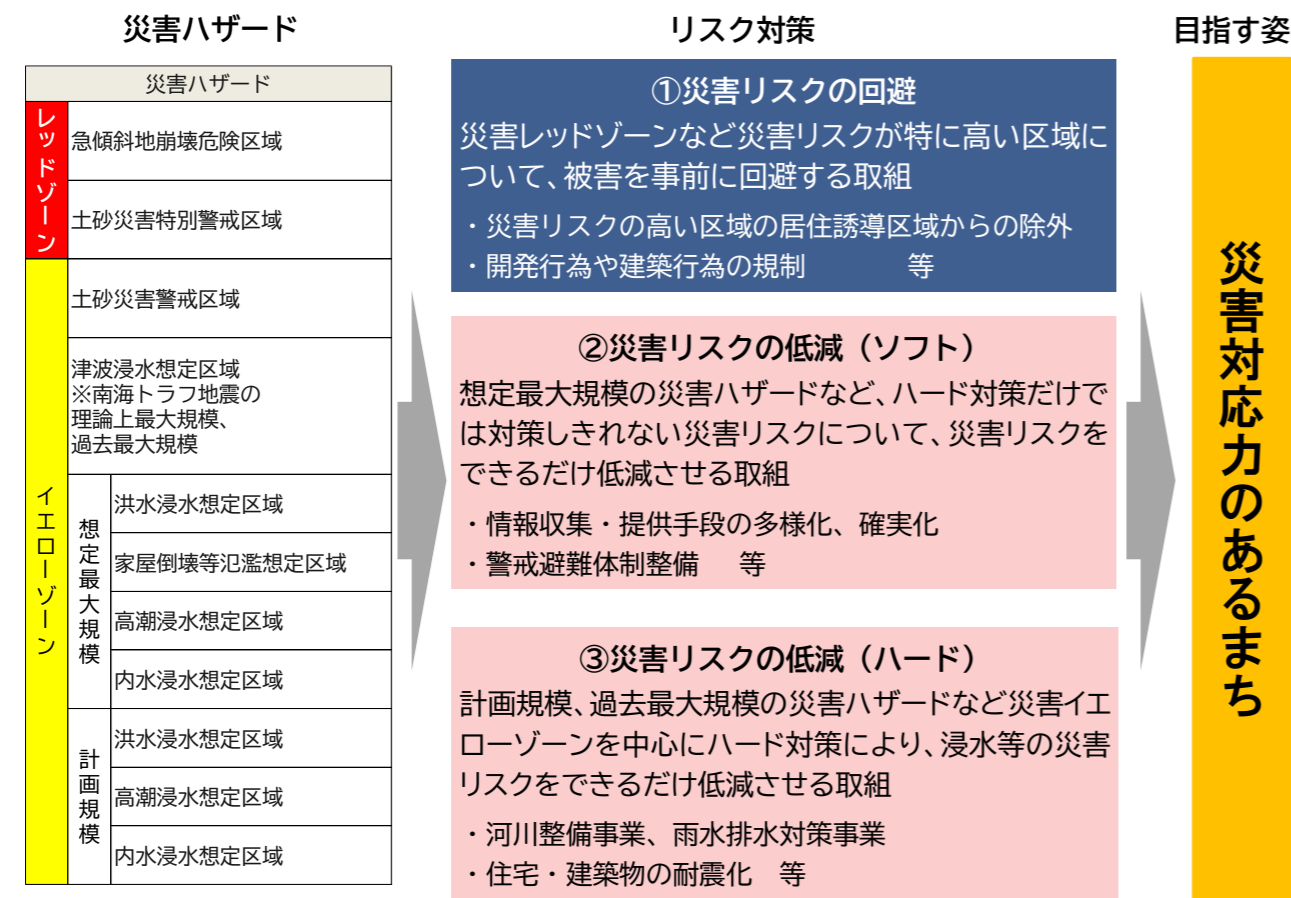 災害ハザード
リスク対策
目指す姿
災害ハザード
レッドゾーン
急傾斜地崩壊危険区域
土砂災害特別警戒区域
イエローゾーン
土砂災害警戒区域
津波浸水想定区域
※南海トラフ地震の
理論上最大規模、
過去最大規模
想定最大規模
洪水浸水想定区域
家屋倒壊等氾濫想定区域
高潮浸水想定区域
内水浸水想定区域
計画規模
洪水浸水想定区域
高潮浸水想定区域
内水浸水想定区域
①災害リスクの回避
災害レッドゾーンなど災害リスクが特に高い区域に
ついて、被害を事前に回避する取組
・災害リスクの高い区域の居住誘導区域からの除外
・開発行為や建築行為の規制　　　　等
②災害リスクの低減（ソフト）
想定最大規模の災害ハザードなど、ハード対策だけで
は対策しきれない災害リスクについて、災害リスクを
できるだけ低減させる取組
・情報収集・提供手段の多様化、確実化
・警戒避難体制整備　等
③災害リスクの低減（ハード）
計画規模、過去最大規模の災害ハザードなど災害イエ
ローゾーンを中心にハード対策により、浸水等の災害
リスクをできるだけ低減させる取組
・河川整備事業、雨水排水対策事業
・住宅・建築物の耐震化　等
災害対応力のあるまち